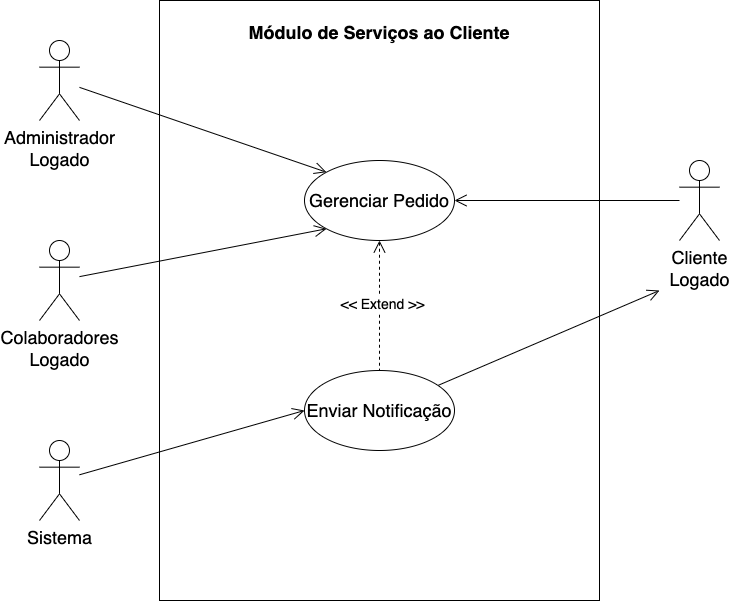 Módulo de Serviços ao Cliente
Administrador
Logado
Gerenciar Pedido
Cliente
Logado
Colaboradores
Logado
<< Extend >>
Enviar Notificação
Sistema